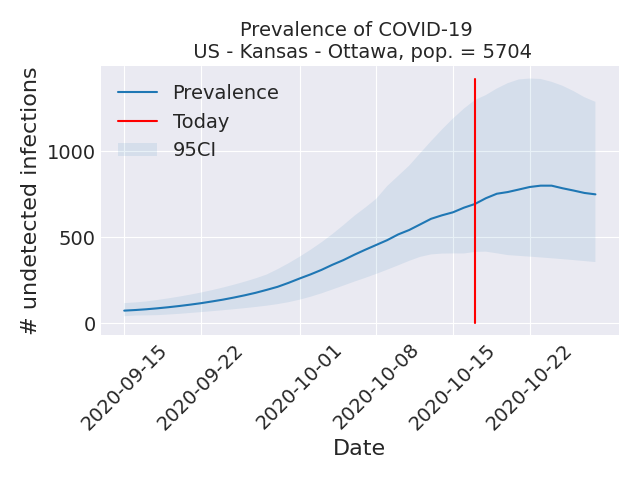 Prevalence of COVID-19
US - Kansas - Ottawa, pop. = 5704
# undetected infections
Prevalence
Today
95CI
1000
500
0
2020-09-15
2020-09-22
2020-10-01
2020-10-08
2020-10-15
2020-10-22
Date